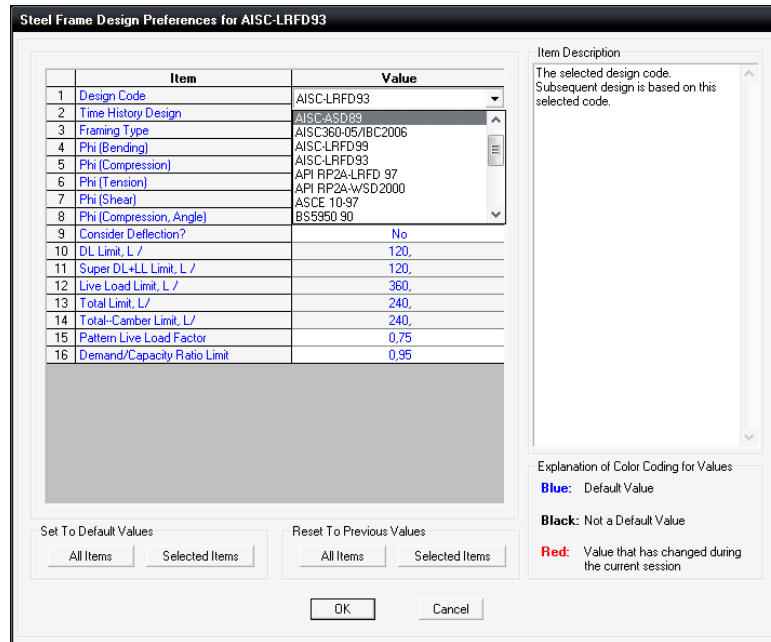 Steel Frame Design Preferences for AISC-LRFD93
Item Value
1 Design Code AISC-LRFD93
2 Time History Design
3 Framing Type
4 Phi (Bending)
5 Phi (Compression)
6 Phi (Tension)
7 Phi (Shear)
8 Phi (Compression, Angle)
AISC-ASD89
AISC360-05/IBC2006
AISC-LRFD99
AISC-LRFD93
API RP2A-LRFD 97
API RP2A-WSD2000
ASCE 10-97
BS5950 90
9 Consider Deflection? No
10 DL Limit, L / 120,
11 Super DL+LL Limit, L / 120,
12 Live Load Limit, L / 360,
13 Total Limit, L/ 240,
14 Total--Camber Limit, L/ 240,
15 Pattern Live Load Factor 0,75
16 Demand/Capacity Ratio Limit 0,95
Item Description
The selected design code.
Subsequent design is based on this
selected code.
Explanation of Color Coding for Values
Blue: Default Value
Black: Not a Default Value
Red: Value that has changed during
the current session
Set To Default Values
All Items Selected Items
Reset To Previous Values
All Items Selected Items
OK Cancel